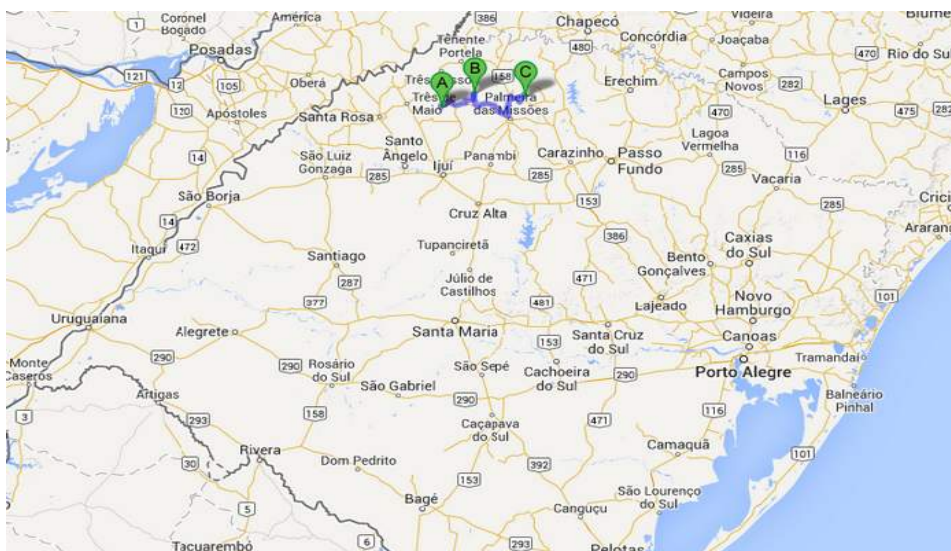 Coronel
Bogado
1
América
386
Chapecó
Videira
Blume
Posadas
Tenente
Portela
480
Concórdia
Joaçaba
470
Rio do Sul
121
12
105
Oberá
158
Campos
Novos
A
B
C
Três
Maio
Palmeira
das Missões
Erechim
120
Apóstoles
Santa Rosa
470
Lages
475
282
Lagoa
Vermelha
116
14
Santo
Ângelo
São Luiz
Gonzaga
Ijuí
Panambi
Carazinho
Passo
Fundo
285
285
285
Vacaria
285
153
São Borja
Cruz Alta
Crici
Araran
14
472
Itaqui
Tupanciretã
386
Caxias
do Sul
Santiago
287
Júlio de
Castilhos
471
Bento
Gonçalves
377
481
Lajeado
Novo
Hamburgo
101
Uruguaiana
Alegrete
Santa Maria
Santa Cruz
do Sul
Canoas
290
153
Tramandaí
Monte
Caseros
Rosário
do Sul
São Sepé
Cachoeira
do Sul
Porto Alegre
290
290
São Gabriel
290
Artigas
Balneário
Pinhal
3
293
158
471
116
Caçapava
do Sul
Camaquã
Rivera
101
30
Dom Pedrito
392
153
São Lourenço
do Sul
5
Bagé
Canguçu
Tacuarembó
6
293
Pelotas